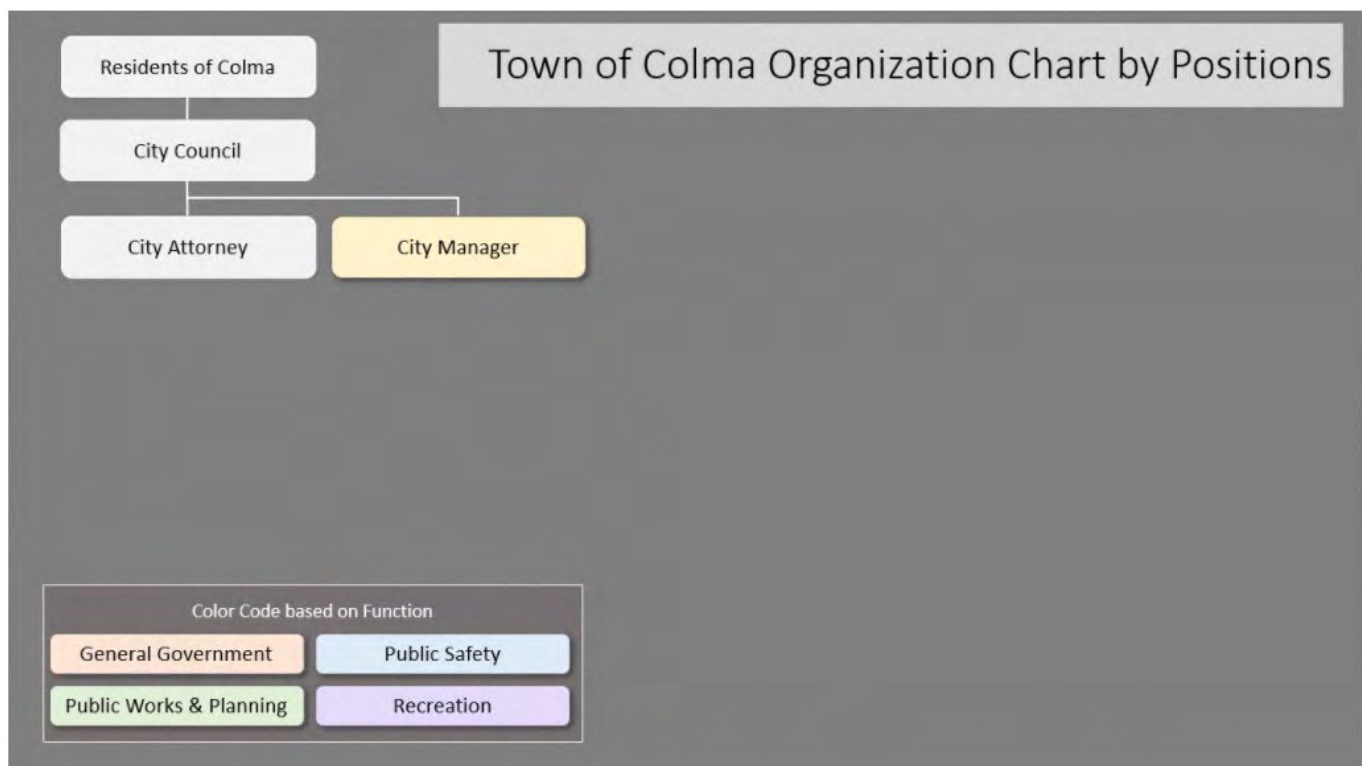 Residents of Colma
Town of Colma Organization Chart by Positions
City Council
City Attorney
City Manager
Color Code based on Function
General Government
Public Safety
Public Works & Planning
Recreation